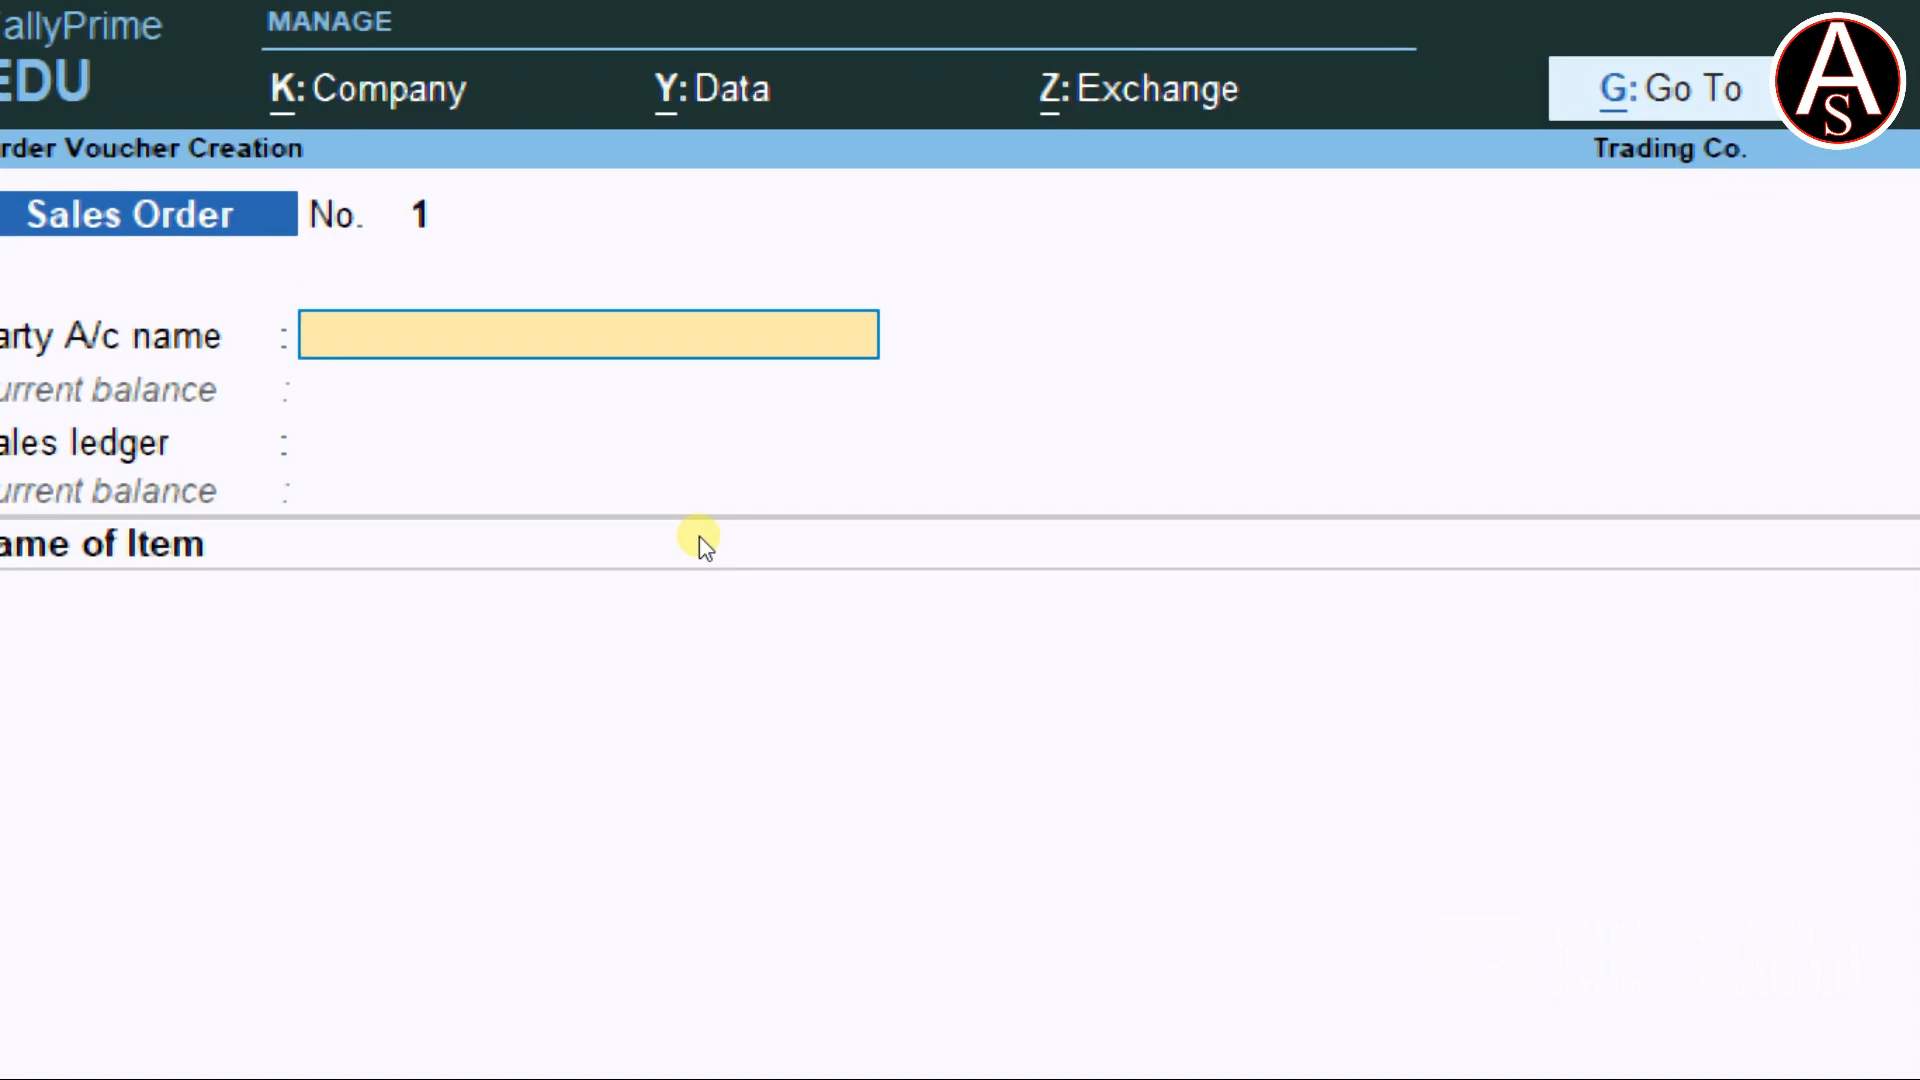 allyPrime
MANAGE
EDU
K: Company
Y: Data
Z: Exchange
G: Go To
A
S
rder Voucher Creation
Trading Co.
Sales Order
No. 1
arty A/c name :
urrent balance :
ales ledger :
urrent balance :
ame of Item